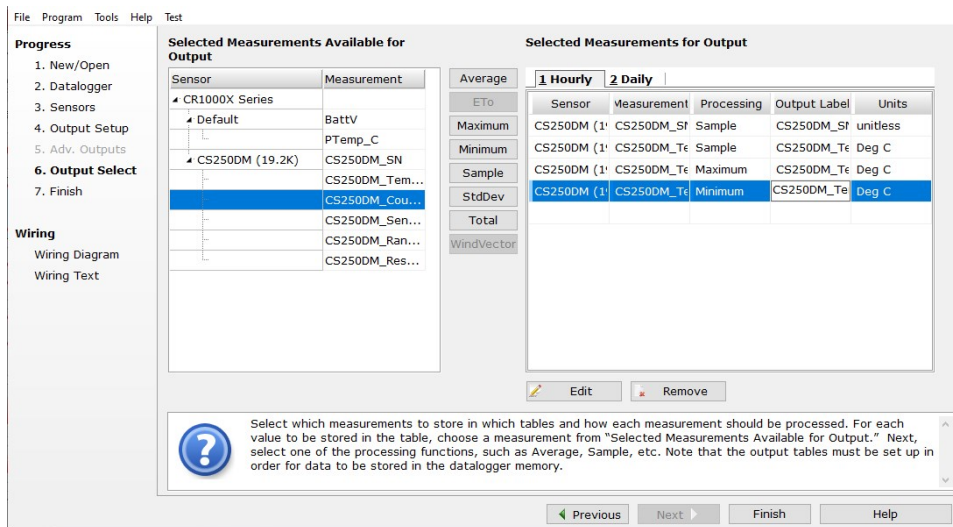 File Program Tools Help Test
Progress
1. New/Open
2. Datalogger
3. Sensors
4. Output Setup
5. Adv. Outputs
6. Output Select
7. Finish
Wiring
Wiring Diagram
Wiring Text
Selected Measurements Available for
Output
Sensor Measurement
CR1000X Series
Default BattV
PTemp_C
CS250DM (19.2K) CS250DM_SN
CS250DM_Tem...
CS250DM_Cou...
CS250DM_Sen...
CS250DM_Ran...
CS250DM_Res...
Average
ETo
Maximum
Minimum
Sample
StdDev
Total
WindVector
Selected Measurements for Output
1 Hourly 2 Daily
Sensor Measurement Processing Output Label Units
CS250DM (1 CS250DM_SN Sample CS250DM_SN unitless
CS250DM (1 CS250DM_Te Sample CS250DM_Te Deg C
CS250DM (1 CS250DM_Te Maximum CS250DM_Te Deg C
CS250DM (1 CS250DM_Te Minimum CS250DM_Te Deg C
Edit Remove
Select which measurements to store in which tables and how each measurement should be processed. For each
value to be stored in the table, choose a measurement from “Selected Measurements Available for Output.” Next,
select one of the processing functions, such as Average, Sample, etc. Note that the output tables must be set up in
order for data to be stored in the datalogger memory.
Previous Next Finish Help